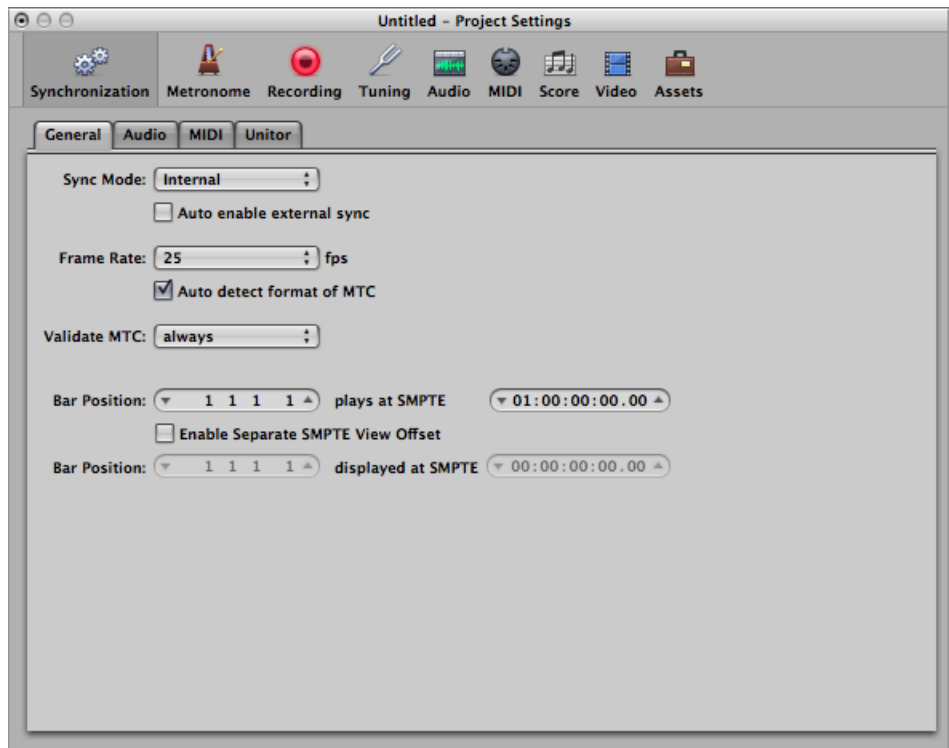 Untitled – Project Settings
Synchronization Metronome Recording Tuning Audio MIDI Score Video Assets
General Audio MIDI Unitor
Sync Mode: Internal
Auto enable external sync
Frame Rate: 25 fps
Auto detect format of MTC
Validate MTC: always
Bar Position: 1 1 1 1 plays at SMPTE 01:00:00:00.00
Enable Separate SMPTE View Offset
Bar Position: 1 1 1 1 displayed at SMPTE 00:00:00:00.00